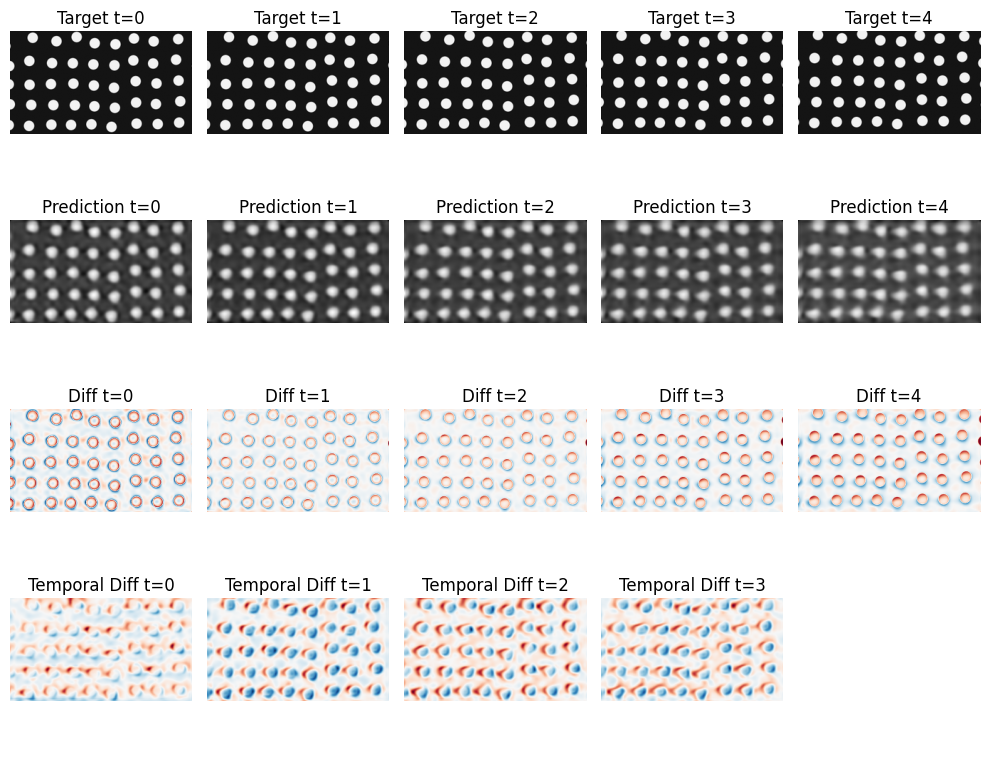 Target t=0 Target t=1 Target t=2 Target t=3 Target t=4
Prediction t=0 Prediction t=1 Prediction t=2 Prediction t=3 Prediction t=4
Diff t=0 Diff t=1 Diff t=2 Diff t=3 Diff t=4
Temporal Diff t=0 Temporal Diff t=1 Temporal Diff t=2 Temporal Diff t=3